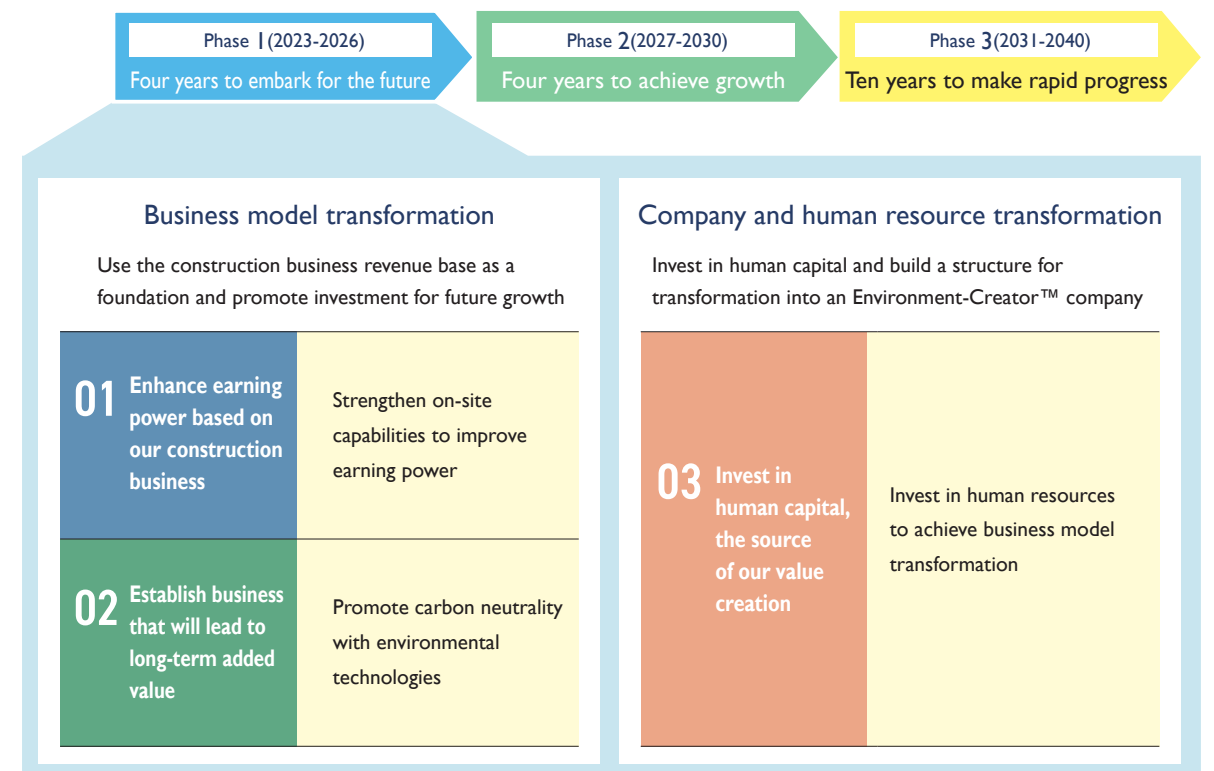 Phase 1(2023-2026)
Four years to embark for the future
Phase 2(2027-2030)
Four years to achieve growth
Phase 3(2031-2040)
Ten years to make rapid progress
Business model transformation
Use the construction business revenue base as a
foundation and promote investment for future growth
01
Enhance earning
power based on
our construction
business
Strengthen on-site
capabilities to improve
earning power
02
Establish business
that will lead to
long-term added
value
Promote carbon neutrality
with environmental
technologies
Company and human resource transformation
Invest in human capital and build a structure for
transformation into an Environment-Creator™ company
03
Invest in
human capital,
the source
of our value
creation
Invest in human resources
to achieve business model
transformation